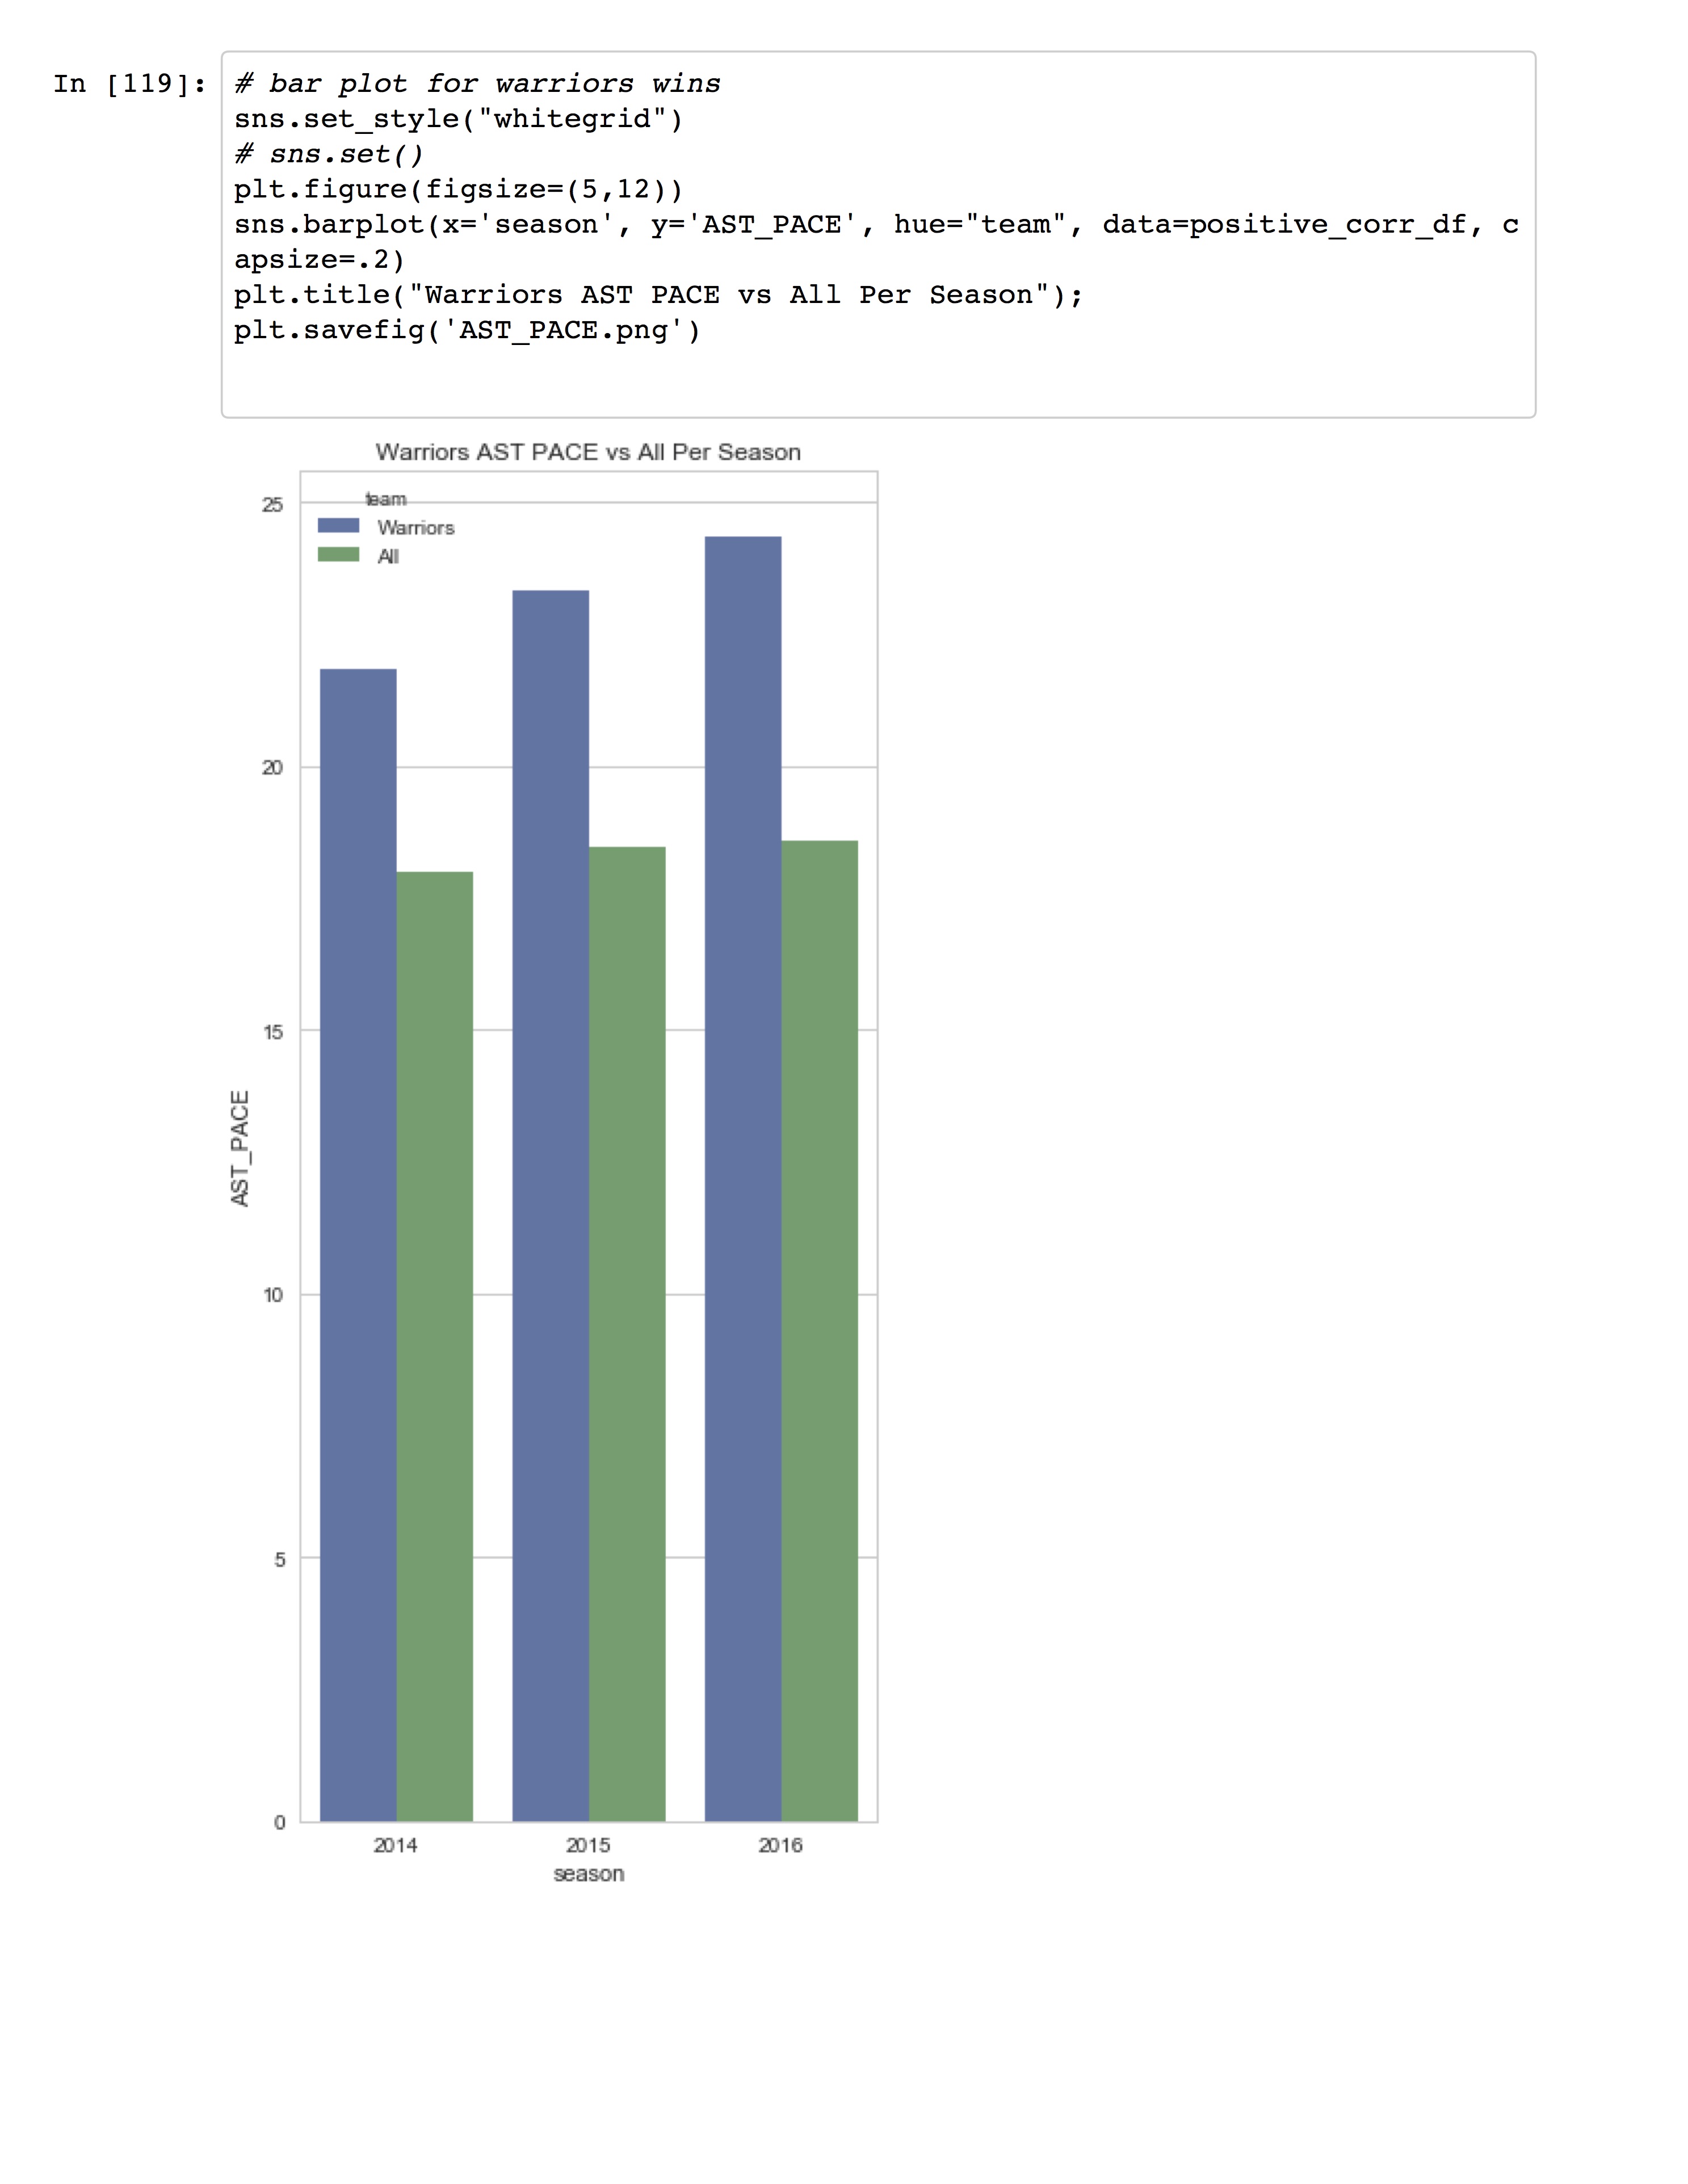 In [119]:
# bar plot for warriors wins
sns.set_style("whitegrid")
# sns.set()
plt.figure(figsize=(5,12))
sns.barplot(x='season', y='AST_PACE', hue="team", data=positive_corr_df, c
apsize=.2)
plt.title("Warriors AST PACE vs All Per Season");
plt.savefig('AST_PACE.png')
Warriors AST PACE vs All Per Season
team
Warriors
All
25
20
15
10
5
0
AST_PACE
2014
2015
2016
season